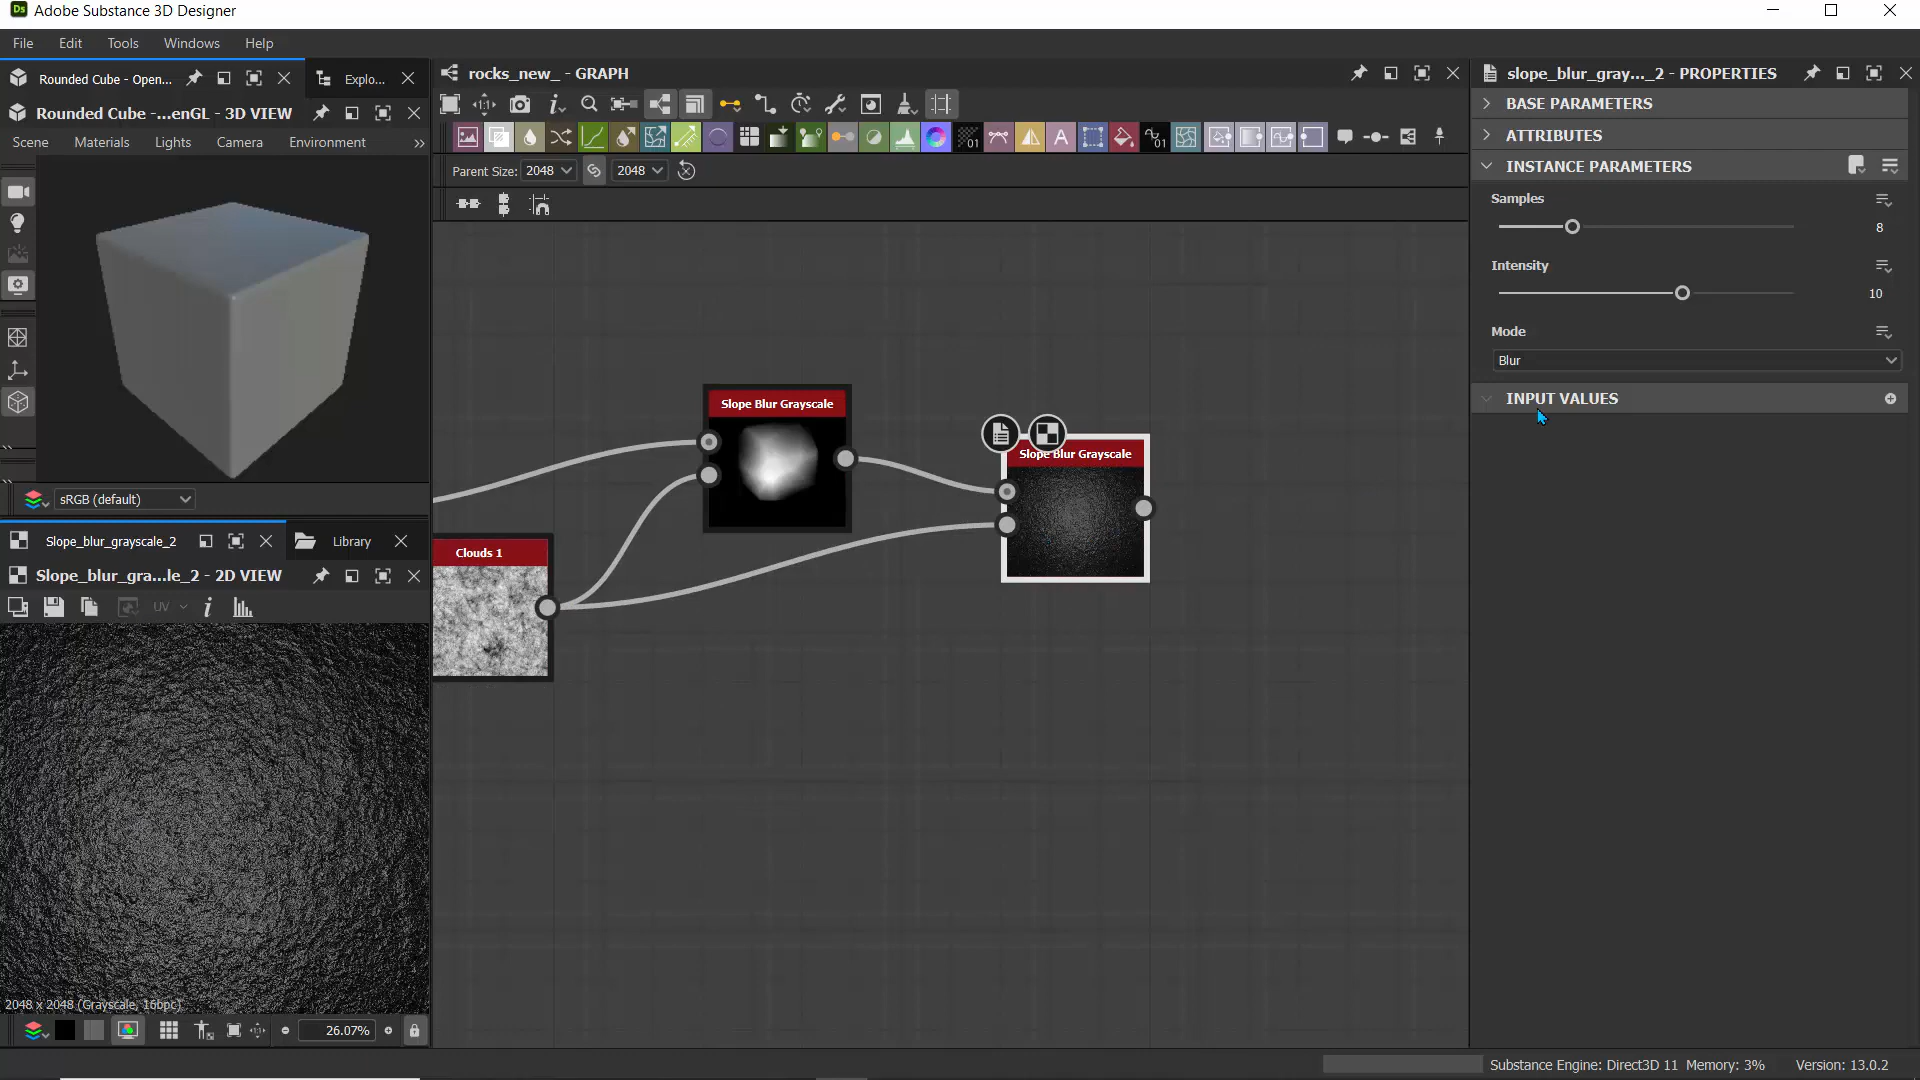 Ds Adobe Substance 3D Designer
File Edit Tools Windows Help
Rounded Cube - Open...
Explo...
rocks_new_ - GRAPH
slope_blur_gray..._2 - PROPERTIES
Rounded Cube -...enGL - 3D VIEW
BASE PARAMETERS
Scene Materials Lights Camera Environment
ATTRIBUTES
Parent Size: 2048 2048
INSTANCE PARAMETERS
Samples
8
Intensity
10
Mode
Blur
INPUT VALUES
Slope Blur Grayscale
Slope Blur Grayscale
Clouds 1
sRGB (default)
Slope_blur_grayscale_2
Library
Slope_blur_gra...le_2 - 2D VIEW
UV
2048 x 2048 (Grayscale, 16bpc)
26.07%
Substance Engine: Direct3D 11 Memory: 3% Version: 13.0.2